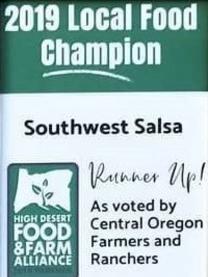 2019 Local Food
Champion
Southwest Salsa
Runner Up!
As voted by
Central Oregon
Farmers and
Ranchers
HIGH DESERT
FOOD
& FARM
ALLIANCE